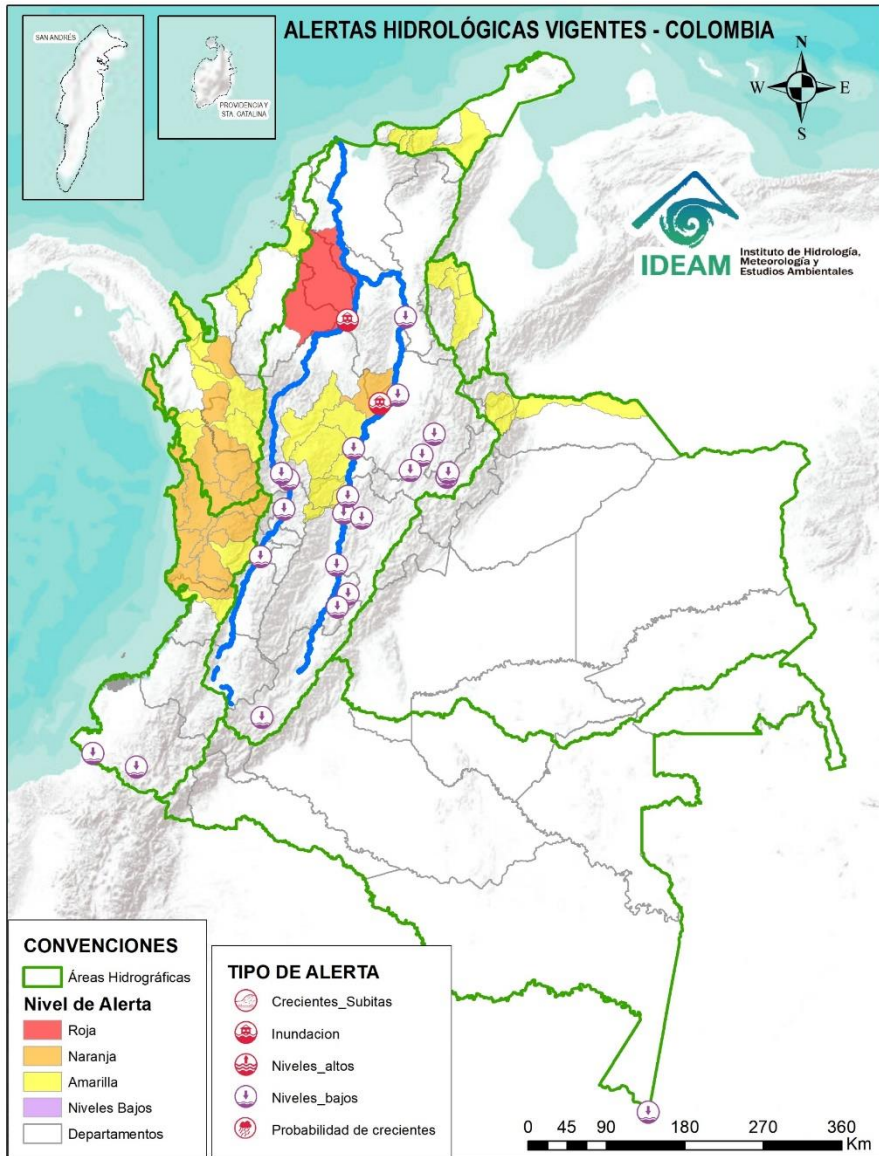 ALERTAS HIDROLÓGICAS VIGENTES - COLOMBIA
SAN ANDRÉS
PROVIDENCIA Y
STA. CATALINA
N
W
E
S
IDEAM
Instituto de Hidrología,
Meteorología y
Estudios Ambientales
CONVENCIONES
Áreas Hidrográficas
Nivel de Alerta
Roja
Naranja
Amarilla
Niveles Bajos
Departamentos
TIPO DE ALERTA
Crecientes_Subitas
Inundacion
Niveles_altos
Niveles_bajos
Probabilidad de crecientes
0 45 90 180 270 360
Km